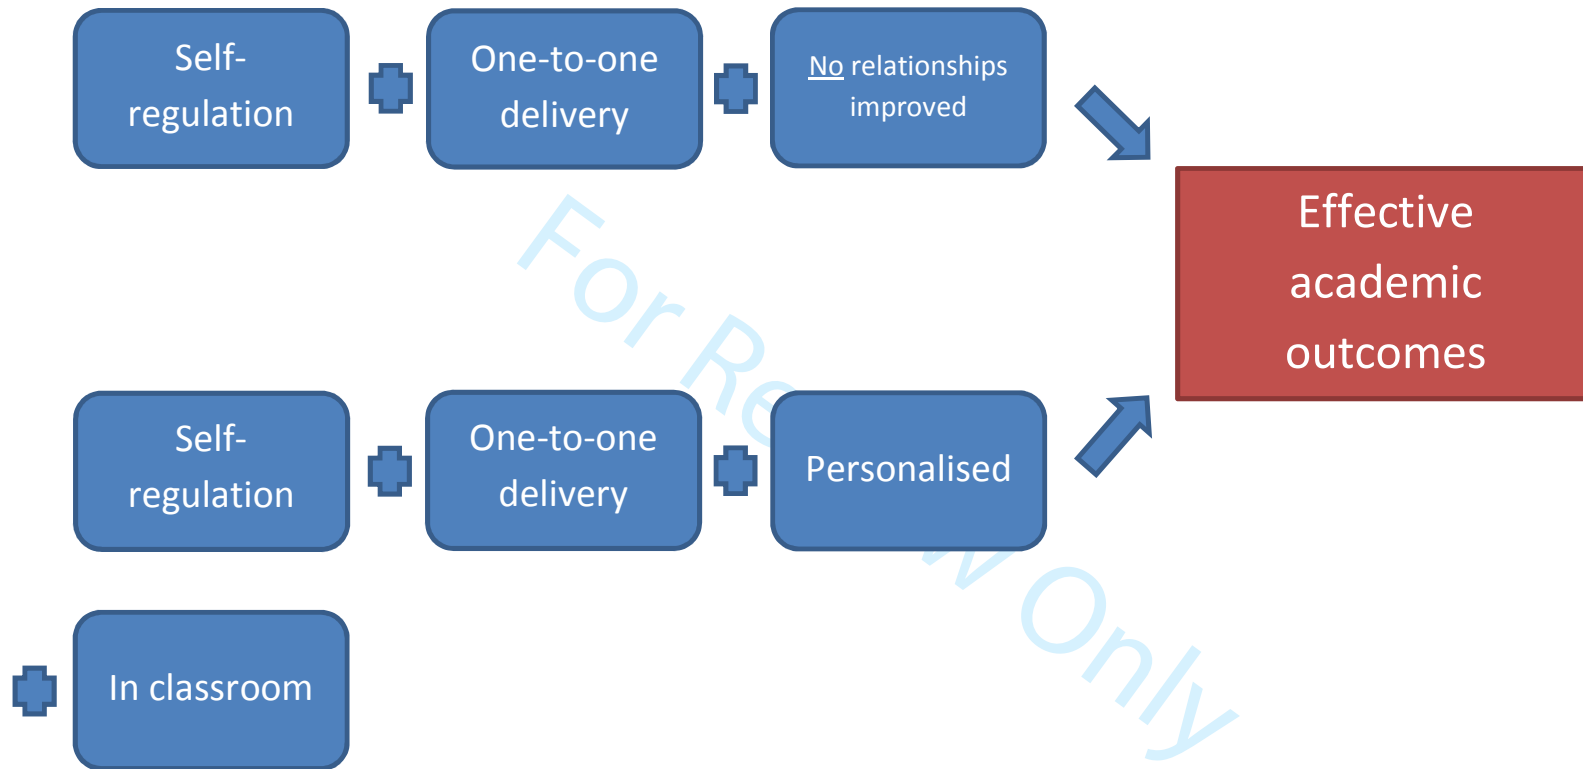 Self-
regulation
One-to-one
delivery
No relationships
improved
Effective
academic
outcomes
Self-
regulation
One-to-one
delivery
Personalised
In classroom
For Review Only